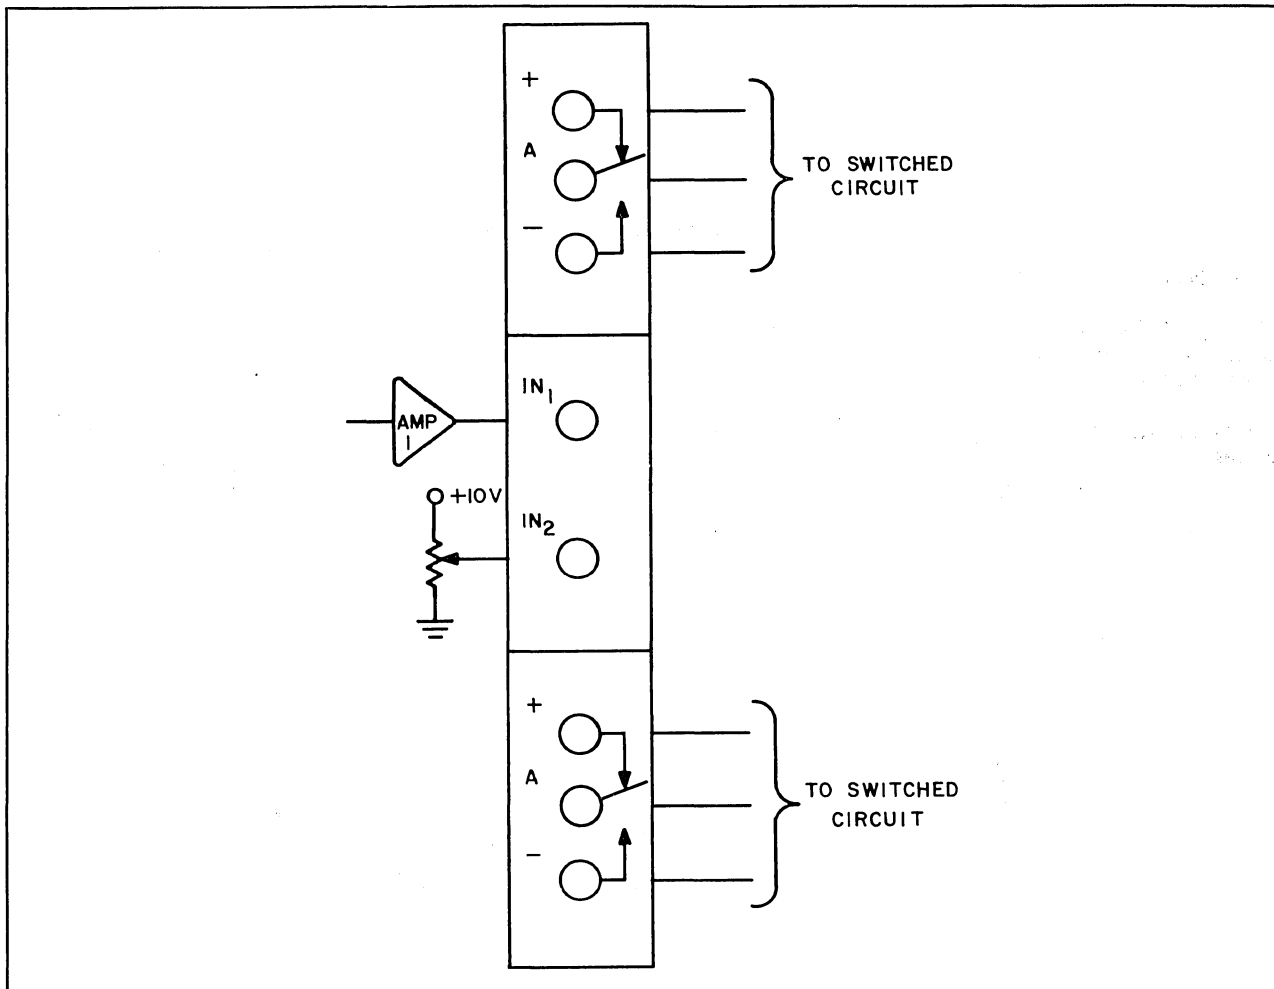 +
A
−
TO SWITCHED
CIRCUIT
IN1
AMP
1
+10V
IN2
+
A
-
TO SWITCHED
CIRCUIT